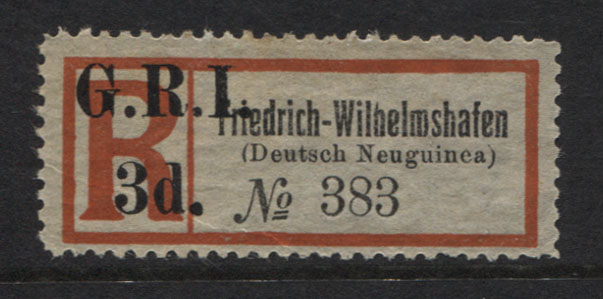 G.R.I.
R
3d.
Friedrich-Wilhelmshafen
(Deutsch Neuguinea)
№ 383